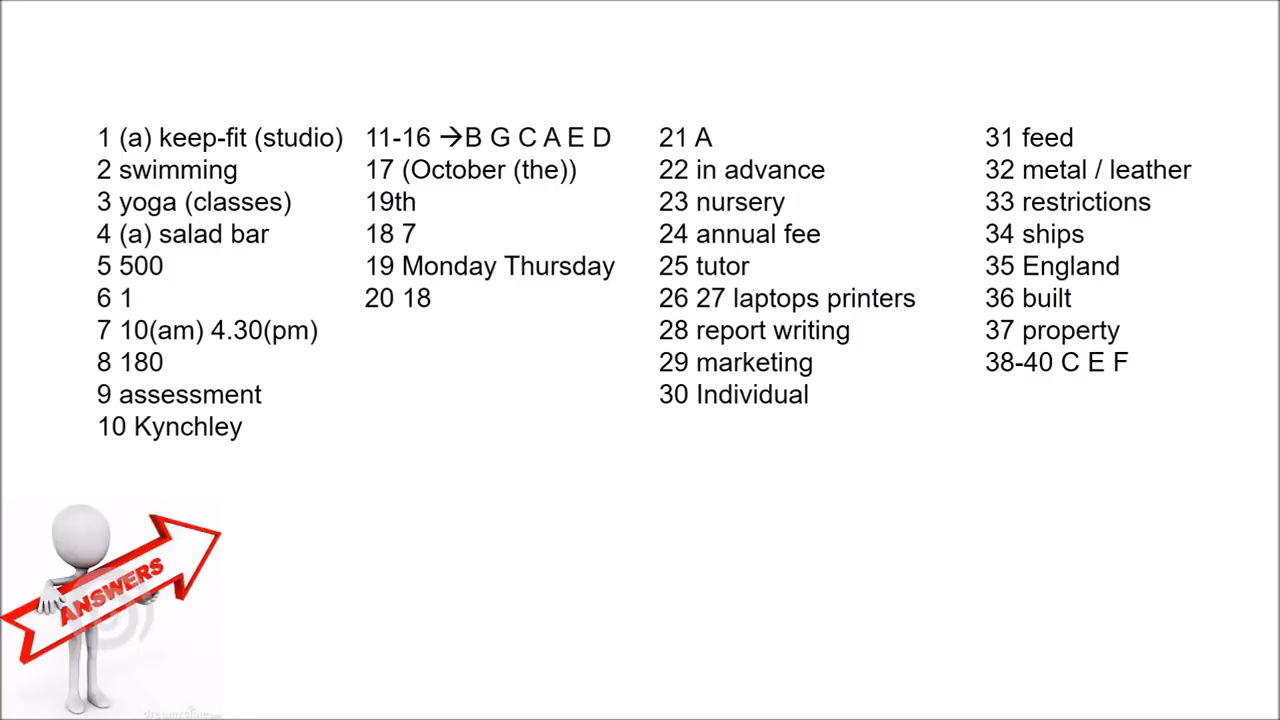 1 (a) keep-fit (studio)
2 swimming
3 yoga (classes)
4 (a) salad bar
5 500
6 1
7 10(am) 4.30(pm)
8 180
9 assessment
10 Kynchley
11-16 →B G C A E D
17 (October (the))
19th
18 7
19 Monday Thursday
20 18
21 A
22 in advance
23 nursery
24 annual fee
25 tutor
26 27 laptops printers
28 report writing
29 marketing
30 Individual
31 feed
32 metal / leather
33 restrictions
34 ships
35 England
36 built
37 property
38-40 C E F
ANSWERS